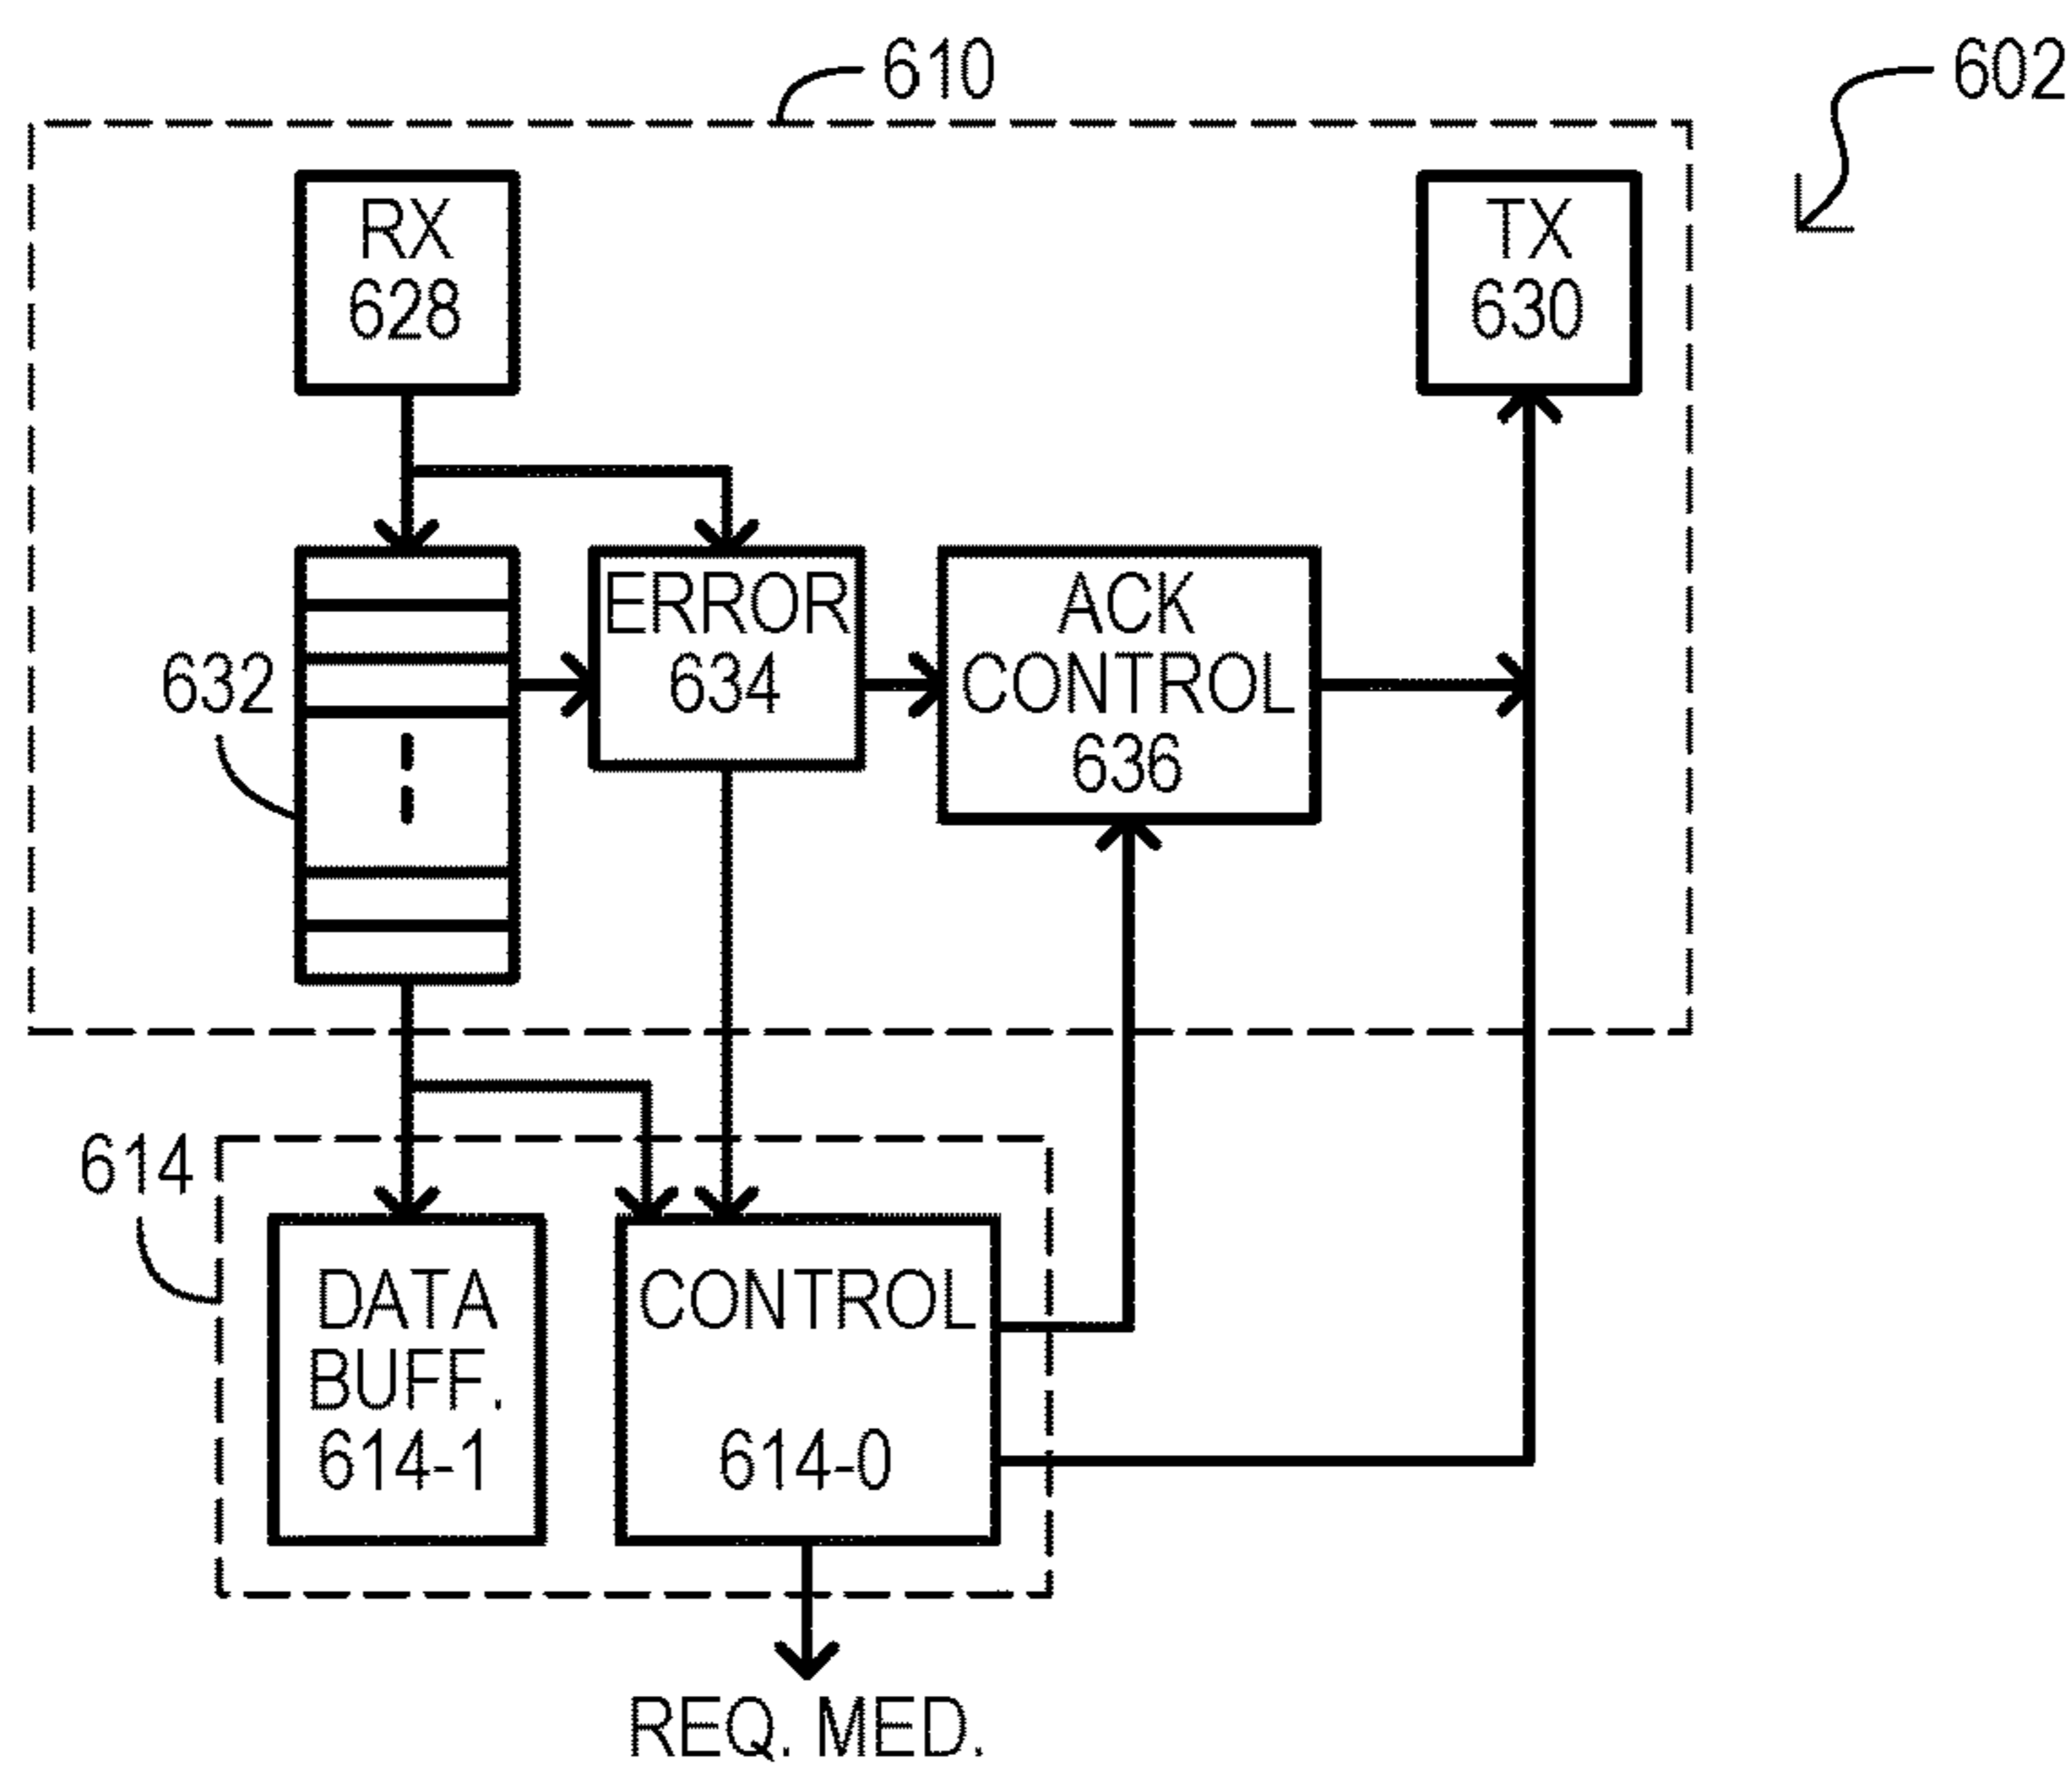 610
602
RX
628
TX
630
632
ERROR
634
ACK
CONTROL
636
614
DATA
BUFF.
614-1
CONTROL
614-0
REQ. MED.